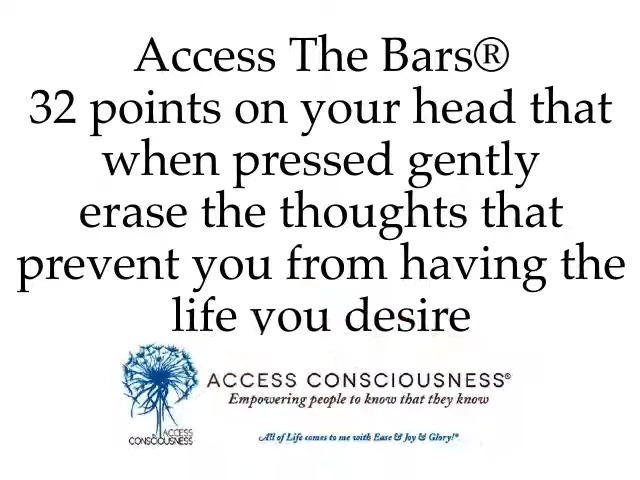 Access The Bars®
32 points on your head that
when pressed gently
erase the thoughts that
prevent you from having the
life you desire
ACCESS CONSCIOUSNESS®
Empowering people to know that they know
ACCESS
CONSCIOUSNESS
All of Life comes to me with Ease & Joy & Glory!®